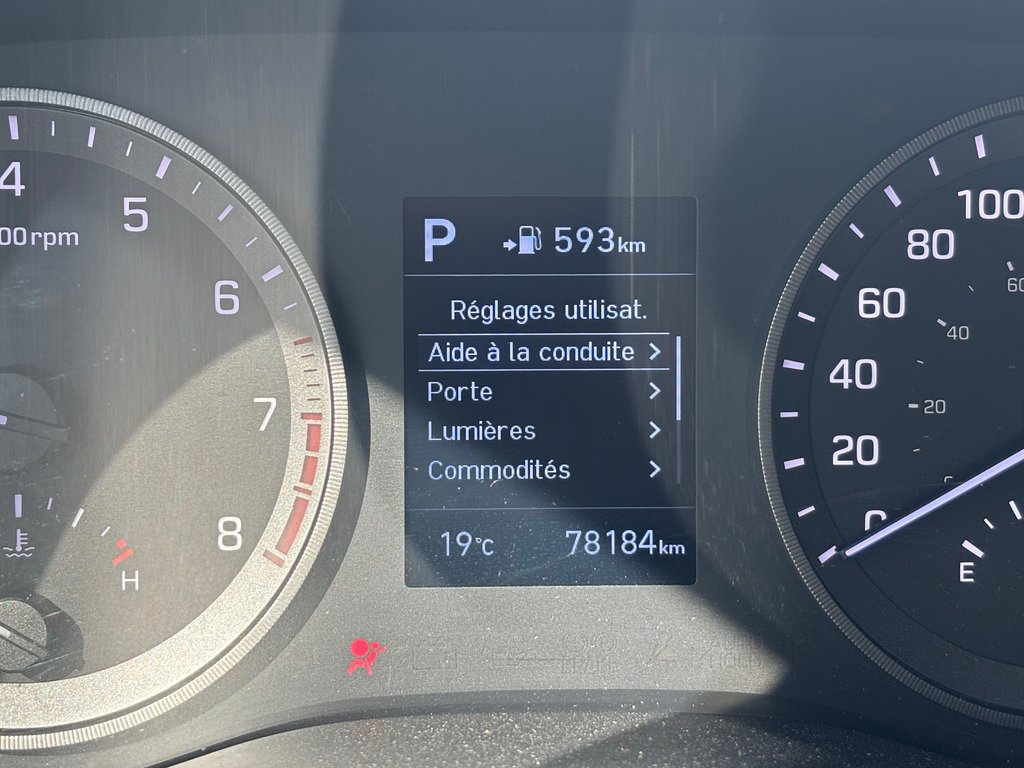 P 593km
Réglages utilisat.
Aide à la conduite
Porte
Lumières
Commodités
19°C 78184km
4
5
6
7
8
00rpm
H
100
80
60
40
20
0
60
40
20
E